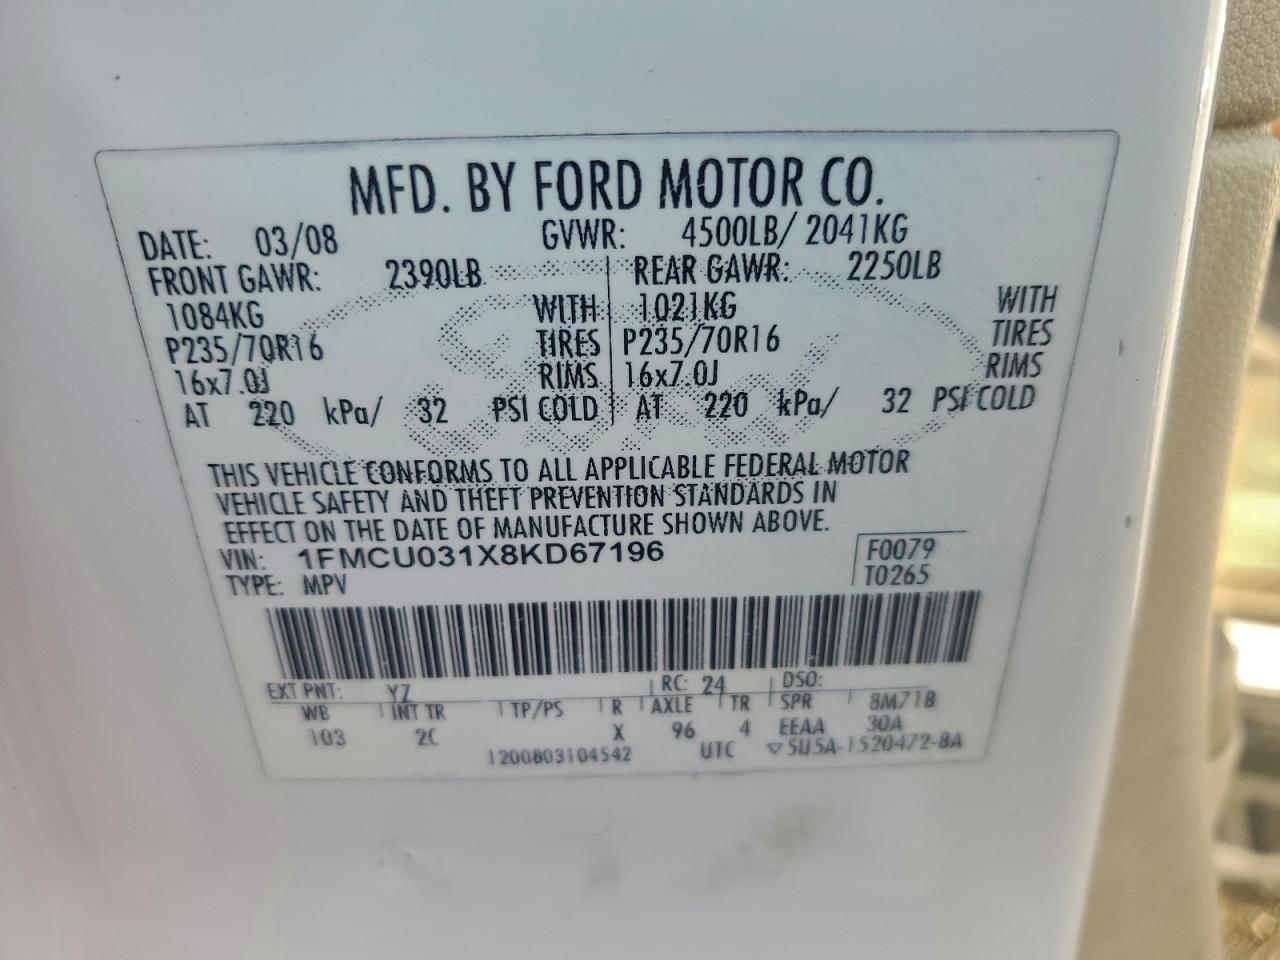 MFD. BY FORD MOTOR CO.
DATE: 03/08 GVWR: 4500LB/ 2041KG
FRONT GAWR: 2390LB REAR GAWR: 2250LB
1084KG WITH 1021KG WITH
P235/70R16 TIRES P235/70R16 TIRES
16x7.0J RIMS 16x7.0J RIMS
AT 220 kPa/ 32 PSI COLD AT 220 kPa/ 32 PSI COLD
THIS VEHICLE CONFORMS TO ALL APPLICABLE FEDERAL MOTOR
VEHICLE SAFETY AND THEFT PREVENTION STANDARDS IN
EFFECT ON THE DATE OF MANUFACTURE SHOWN ABOVE.
VIN: 1FMCU031X8KD67196 F0079
TYPE: MPV T0265
EXT PNT: YZ RC: 24 DSO:
WB INT TR TP/PS R AXLE TR SPR 8M71B
103 2C X 96 4 EEAA 30A
1200803104542 UTC ▽5U5A-1520472-8A